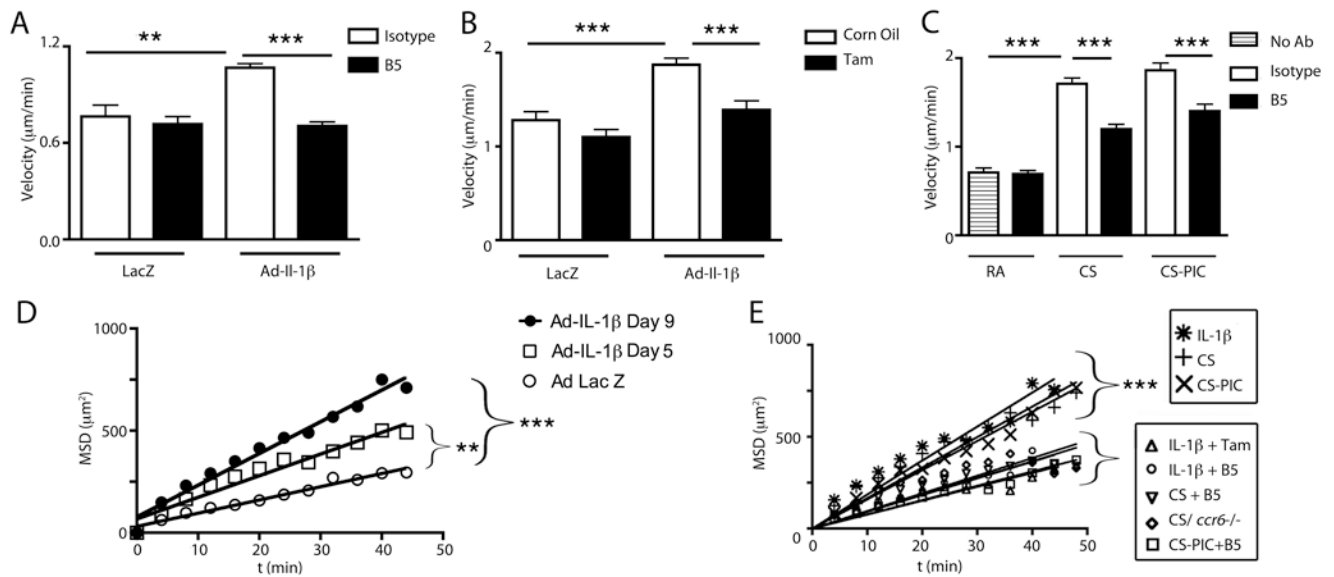 A
** ***
Isotype
B5
1.2
0.6
0.0
Velocity (μm/min)
LacZ Ad-Il-1β
B
*** ***
Corn Oil
Tam
2
1
0
Velocity (μm/min)
LacZ Ad-Il-1β
C
*** *** ***
No Ab
Isotype
B5
2
1
0
Velocity (μm/min)
RA CS CS-PIC
D
1000
500
0
MSD (μm²)
0 10 20 30 40 50
t (min)
Ad-IL-1β Day 9
Ad-IL-1β Day 5
Ad Lac Z
**
***
E
1000
500
0
MSD (μm²)
0 10 20 30 40 50
t (min)
IL-1β
CS
CS-PIC
***
IL-1β + Tam
IL-1β + B5
CS + B5
CS/ ccr6-/-
CS-PIC+B5